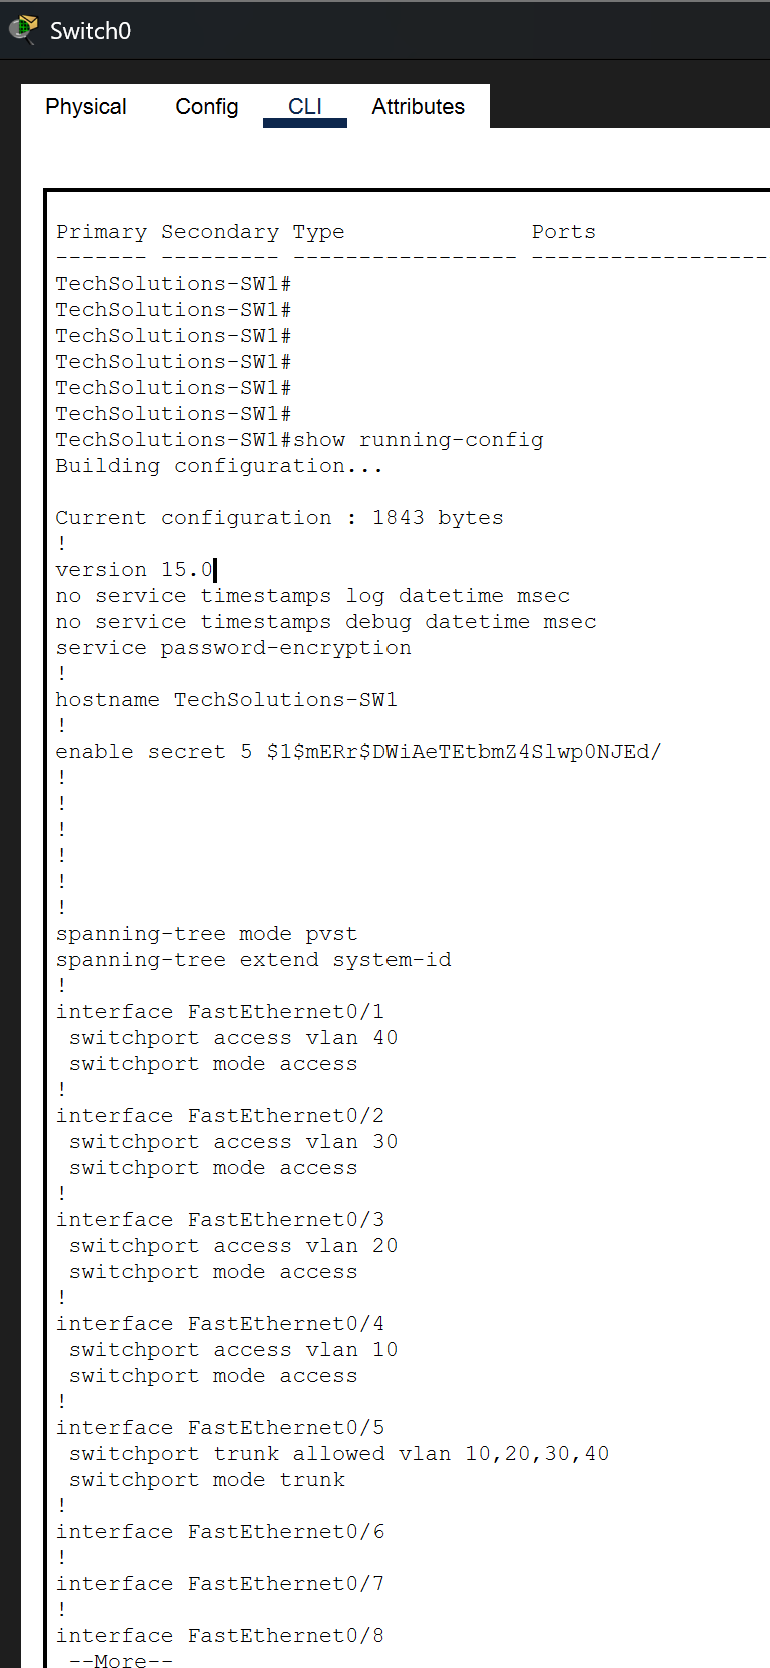 Switch0
Physical Config CLI Attributes
Primary Secondary Type Ports
------- --------- ----------------- ------------------
TechSolutions-SW1#
TechSolutions-SW1#
TechSolutions-SW1#
TechSolutions-SW1#
TechSolutions-SW1#
TechSolutions-SW1#
TechSolutions-SW1#show running-config
Building configuration...
Current configuration : 1843 bytes
!
version 15.0
no service timestamps log datetime msec
no service timestamps debug datetime msec
service password-encryption
!
hostname TechSolutions-SW1
!
enable secret 5 $1$mERr$DWiAeTEtbmZ4Slwp0NJEd/
!
!
!
!
!
!
spanning-tree mode pvst
spanning-tree extend system-id
!
interface FastEthernet0/1
switchport access vlan 40
switchport mode access
!
interface FastEthernet0/2
switchport access vlan 30
switchport mode access
!
interface FastEthernet0/3
switchport access vlan 20
switchport mode access
!
interface FastEthernet0/4
switchport access vlan 10
switchport mode access
!
interface FastEthernet0/5
switchport trunk allowed vlan 10,20,30,40
switchport mode trunk
!
interface FastEthernet0/6
!
interface FastEthernet0/7
!
interface FastEthernet0/8
--More--